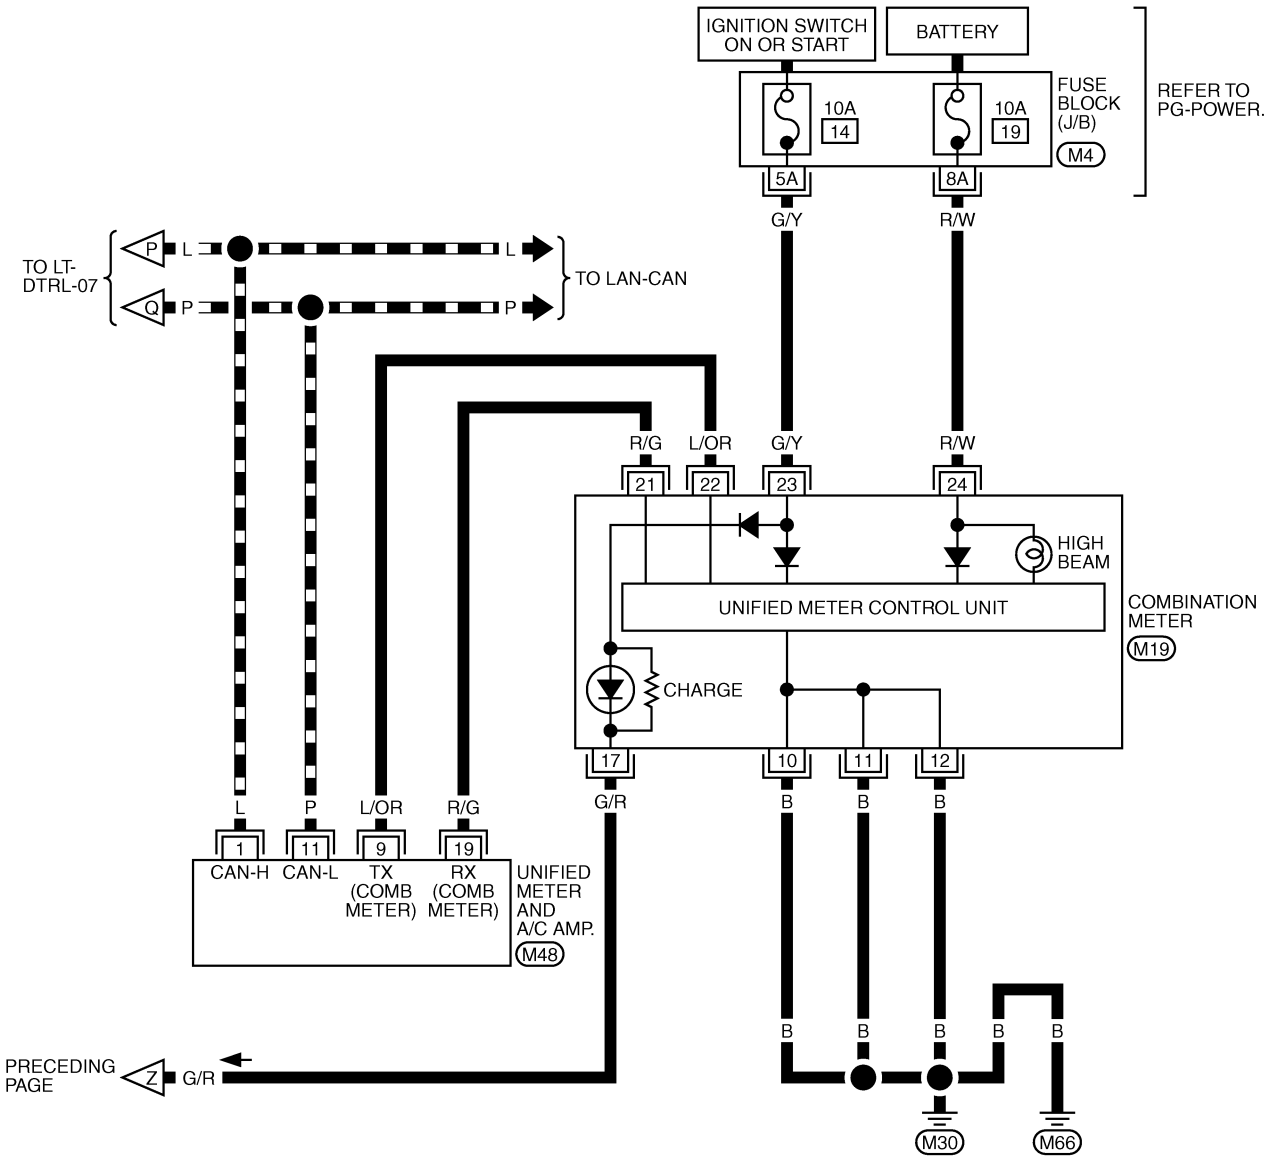 IGNITION SWITCH
ON OR START
BATTERY
10A
14
10A
19
FUSE
BLOCK
(J/B)
M4
REFER TO
PG-POWER.
5A
8A
G/Y
R/W
TO LT-
DTRL-07
P
L
L
Q
P
P
TO LAN-CAN
R/G
L/OR
G/Y
R/W
21
22
23
24
HIGH
BEAM
UNIFIED METER CONTROL UNIT
COMBINATION
METER
M19
CHARGE
17
10
11
12
G/R
B
B
B
L
P
L/OR
R/G
1
11
9
19
CAN-H
CAN-L
TX
(COMB
METER)
RX
(COMB
METER)
UNIFIED
METER
AND
A/C AMP.
M48
B
B
B
B
B
PRECEDING
PAGE
Z
G/R
M30
M66